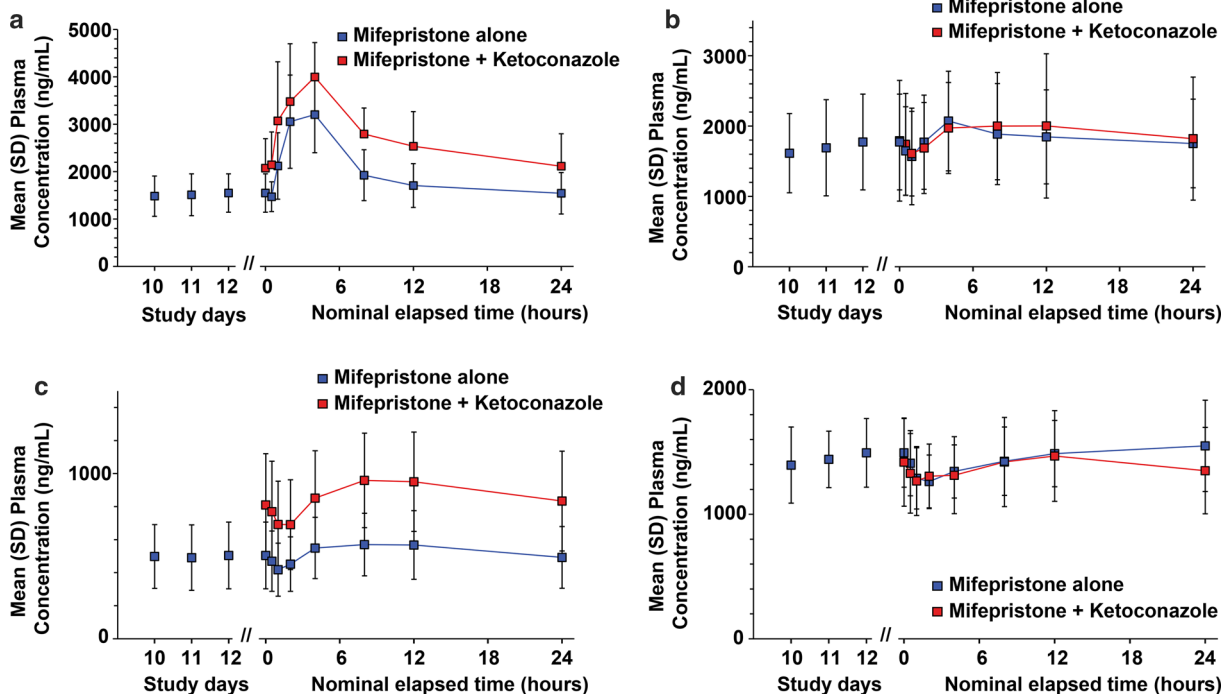 a
Mean (SD) Plasma
Concentration (ng/mL)
5000
4000
3000
2000
1000
0
Mifepristone alone
Mifepristone + Ketoconazole
10 11 12 // 0 6 12 18 24
Study days Nominal elapsed time (hours)
b
Mean (SD) Plasma
Concentration (ng/mL)
3000
2000
1000
0
Mifepristone alone
Mifepristone + Ketoconazole
10 11 12 // 0 6 12 18 24
Study days Nominal elapsed time (hours)
c
Mean (SD) Plasma
Concentration (ng/mL)
1000
0
Mifepristone alone
Mifepristone + Ketoconazole
10 11 12 // 0 6 12 18 24
Study days Nominal elapsed time (hours)
d
Mean (SD) Plasma
Concentration (ng/mL)
2000
1000
0
Mifepristone alone
Mifepristone + Ketoconazole
10 11 12 // 0 6 12 18 24
Study days Nominal elapsed time (hours)